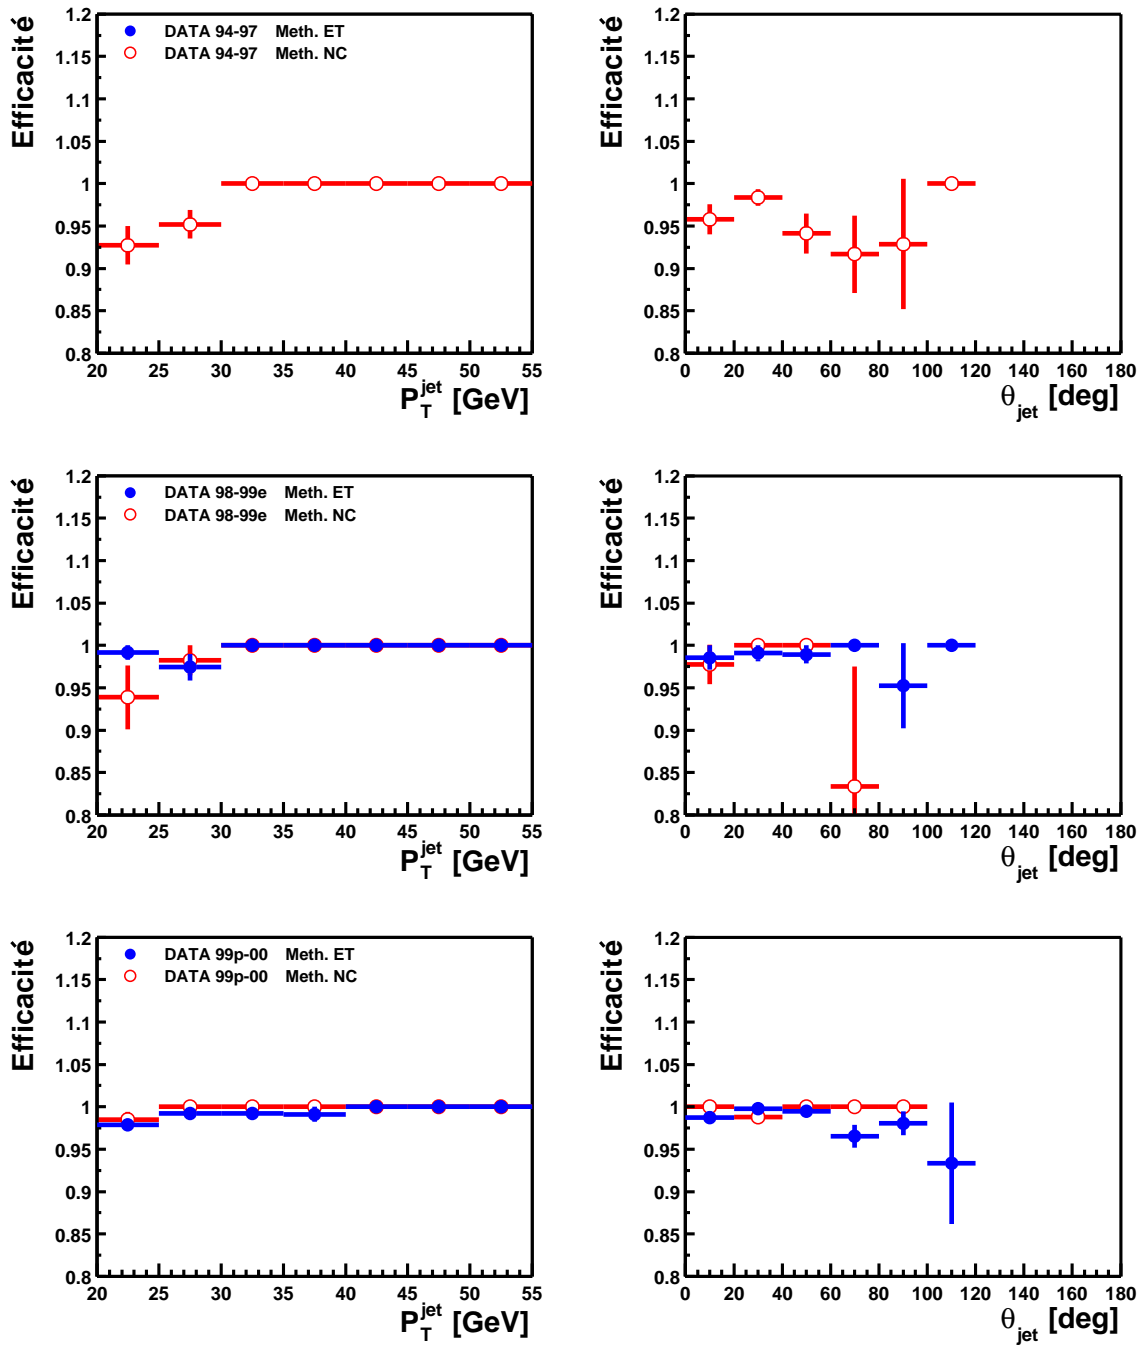 Efficacité
1.2
1.15
1.1
1.05
1
0.95
0.9
0.85
0.8
DATA 94-97 Meth. ET
DATA 94-97 Meth. NC
20 25 30 35 40 45 50 55
P_T^jet [GeV]
Efficacité
1.2
1.15
1.1
1.05
1
0.95
0.9
0.85
0.8
0 20 40 60 80 100 120 140 160 180
θ_jet [deg]
Efficacité
1.2
1.15
1.1
1.05
1
0.95
0.9
0.85
0.8
DATA 98-99e Meth. ET
DATA 98-99e Meth. NC
20 25 30 35 40 45 50 55
P_T^jet [GeV]
Efficacité
1.2
1.15
1.1
1.05
1
0.95
0.9
0.85
0.8
0 20 40 60 80 100 120 140 160 180
θ_jet [deg]
Efficacité
1.2
1.15
1.1
1.05
1
0.95
0.9
0.85
0.8
DATA 99p-00 Meth. ET
DATA 99p-00 Meth. NC
20 25 30 35 40 45 50 55
P_T^jet [GeV]
Efficacité
1.2
1.15
1.1
1.05
1
0.95
0.9
0.85
0.8
0 20 40 60 80 100 120 140 160 180
θ_jet [deg]